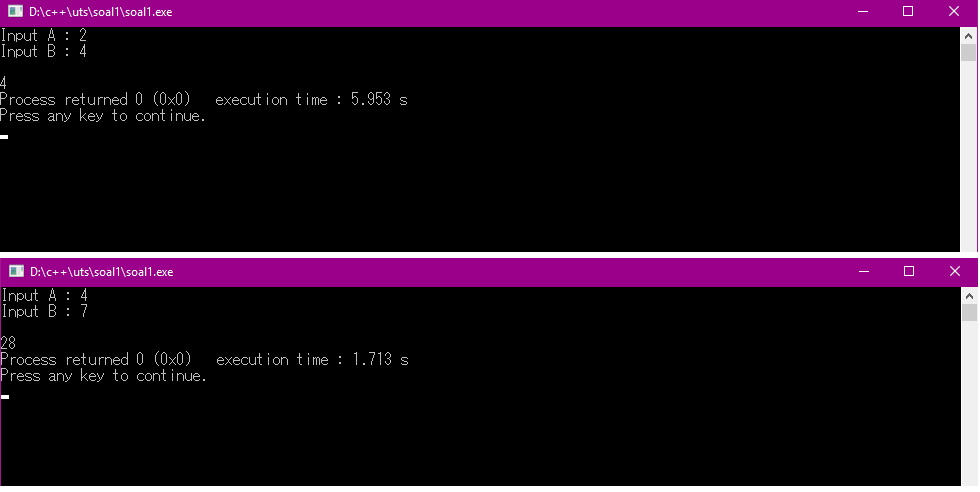 D:\c++\uts\soal1\soal1.exe
Input A : 2
Input B : 4
4
Process returned 0 (0x0)   execution time : 5.953 s
Press any key to continue.
D:\c++\uts\soal1\soal1.exe
Input A : 4
Input B : 7
28
Process returned 0 (0x0)   execution time : 1.713 s
Press any key to continue.